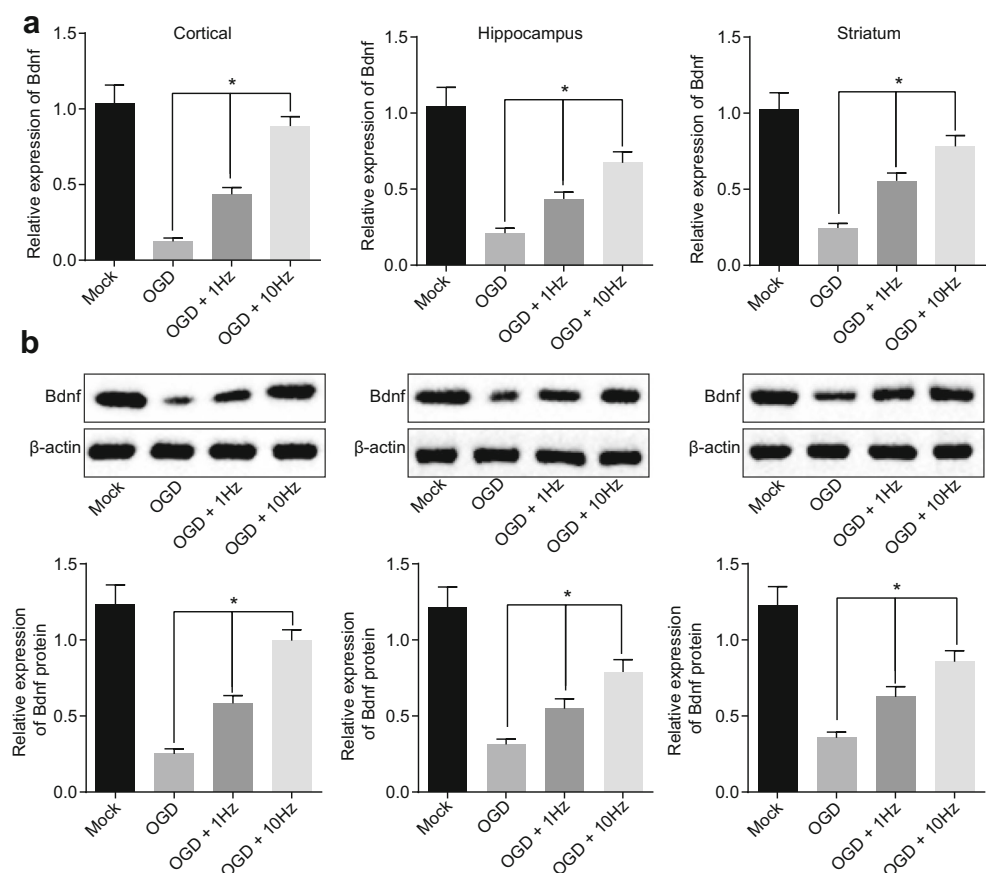 a
Cortical
Hippocampus
Striatum
Relative expression of Bdnf
1.5
1.0
0.5
0.0
*
Mock
OGD
OGD + 1Hz
OGD + 10Hz
Relative expression of Bdnf
1.5
1.0
0.5
0.0
*
Mock
OGD
OGD + 1Hz
OGD + 10Hz
Relative expression of Bdnf
1.5
1.0
0.5
0.0
*
Mock
OGD
OGD + 1Hz
OGD + 10Hz
b
Bdnf
β-actin
Mock
OGD
OGD + 1Hz
OGD + 10Hz
Bdnf
β-actin
Mock
OGD
OGD + 1Hz
OGD + 10Hz
Bdnf
β-actin
Mock
OGD
OGD + 1Hz
OGD + 10Hz
Relative expression
of Bdnf protein
1.5
1.0
0.5
0.0
*
Mock
OGD
OGD + 1Hz
OGD + 10Hz
Relative expression
of Bdnf protein
1.5
1.0
0.5
0.0
*
Mock
OGD
OGD + 1Hz
OGD + 10Hz
Relative expression
of Bdnf protein
1.5
1.0
0.5
0.0
*
Mock
OGD
OGD + 1Hz
OGD + 10Hz